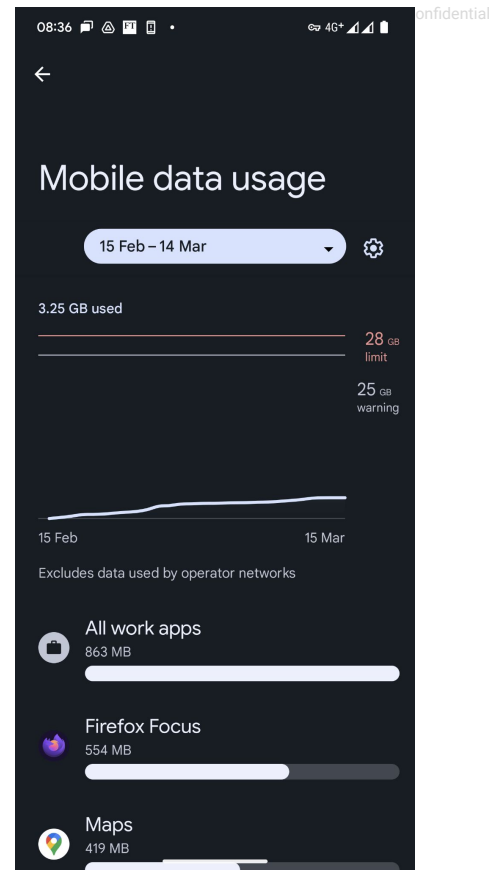 onfidential
08:36 FT 4G+
Mobile data usage
15 Feb – 14 Mar
3.25 GB used
28 GB
limit
25 GB
warning
15 Feb 15 Mar
Excludes data used by operator networks
All work apps
863 MB
Firefox Focus
554 MB
Maps
419 MB